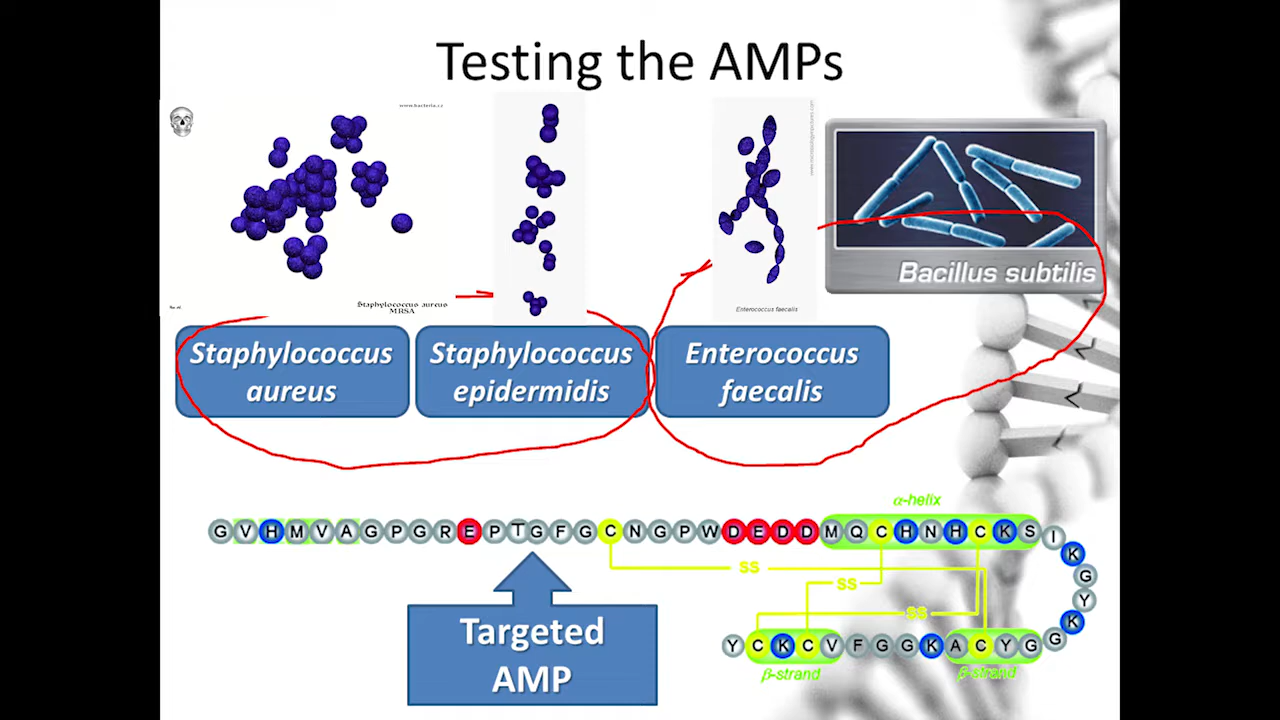 Testing the AMPs
www.bacteria.cz
Staphylococcus aureus
MRSA
Enterococcus faecalis
Bacillus subtilis
Staphylococcus
aureus
Staphylococcus
epidermidis
Enterococcus
faecalis
α-helix
G V H M V A G P G R E P T G F G C N G P W D E D D M Q C H N H C K S I
K
G
Y
K
SS
SS
SS
Y C K C V F G G K A C Y G G
β-strand
β-strand
Targeted
AMP